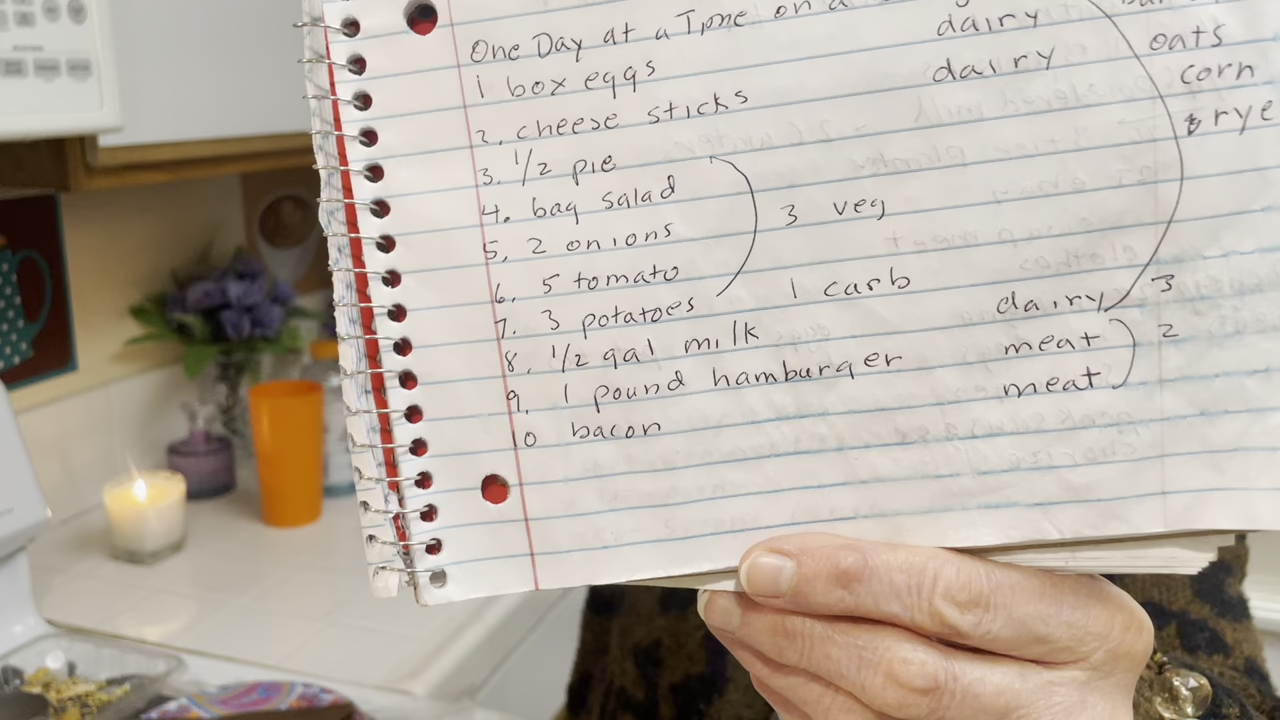 One Day at a Time on a
1 box eggs dairy
2. cheese sticks dairy
3. 1/2 pie
4. bag salad
5. 2 onions 3 veg
6. 5 tomato
7. 3 potatoes 1 carb
8. 1/2 gal milk dairy 3
9. 1 pound hamburger meat 2
10 bacon meat
oats
corn
rye